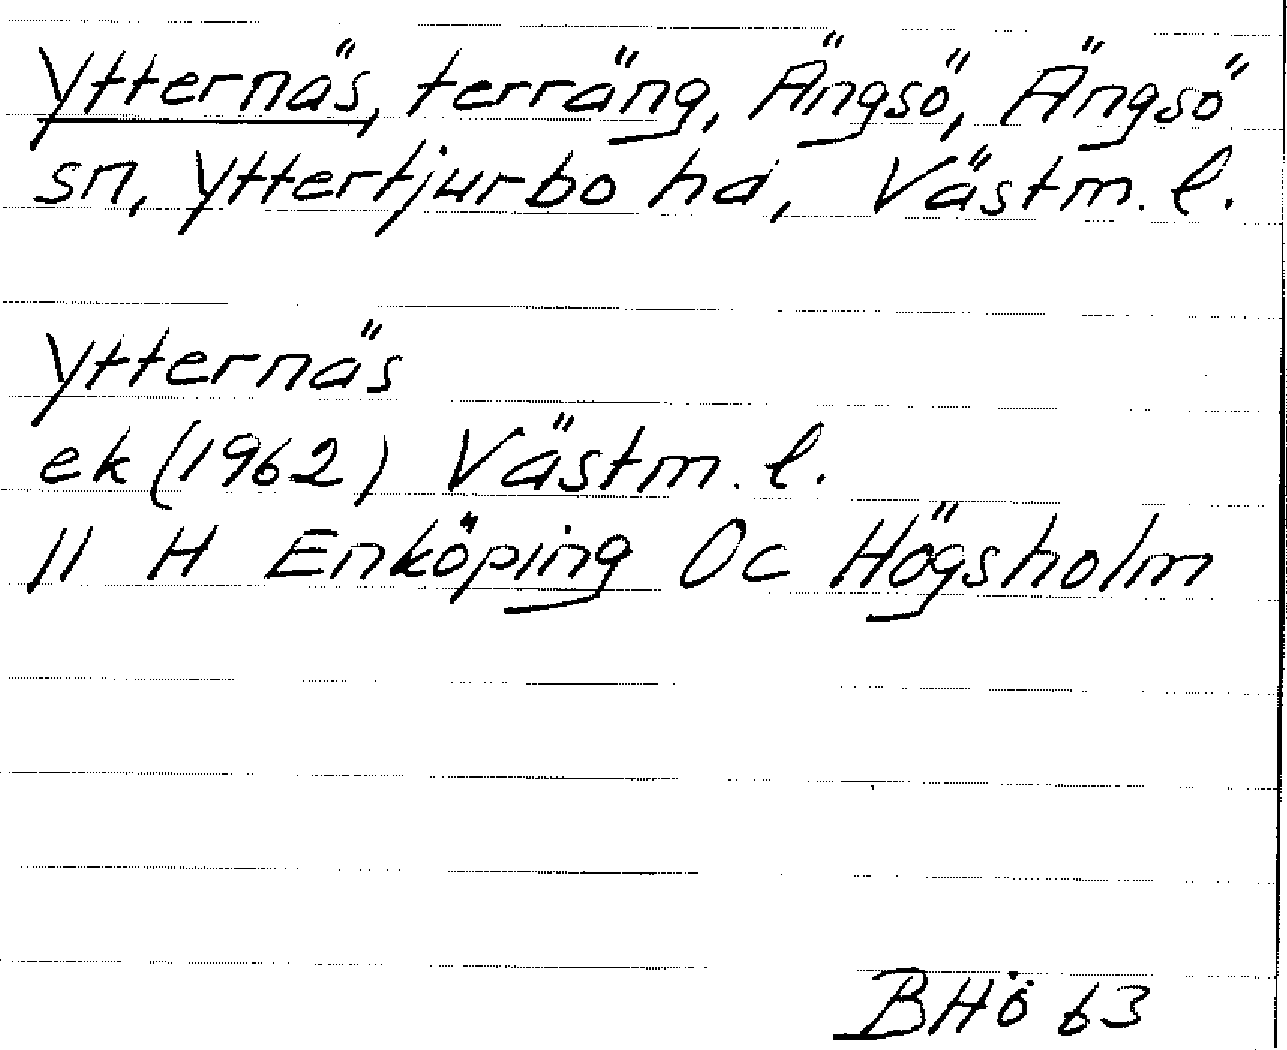 Ytternäs, terräng, Ängsö, Ängsö
sn, Yttertjurbo hd, Västm. l.
Ytternäs
ek (1962) Västm. l.
11 H Enköping 0c Högsholm
BHö 63